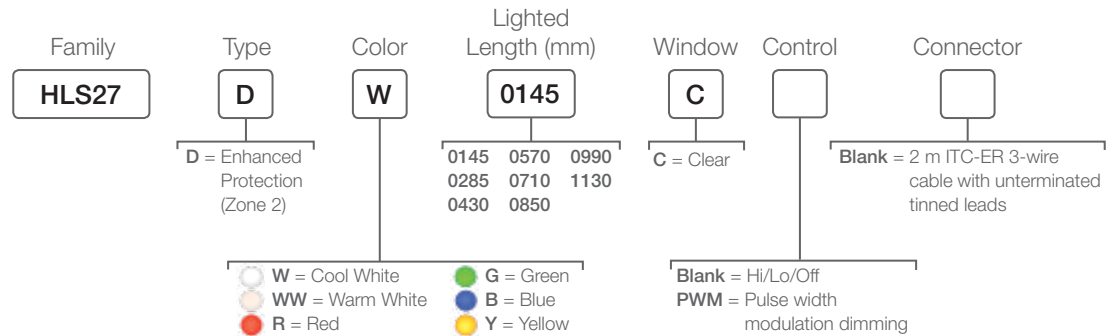 Family
Type
Color
Lighted
Length (mm)
Window
Control
Connector
HLS27
D
W
0145
C
D = Enhanced
Protection
(Zone 2)
0145 0570 0990
0285 0710 1130
0430 0850
C = Clear
Blank = 2 m ITC-ER 3-wire
cable with unterminated
tinned leads
W = Cool White
WW = Warm White
R = Red
G = Green
B = Blue
Y = Yellow
Blank = Hi/Lo/Off
PWM = Pulse width
modulation dimming